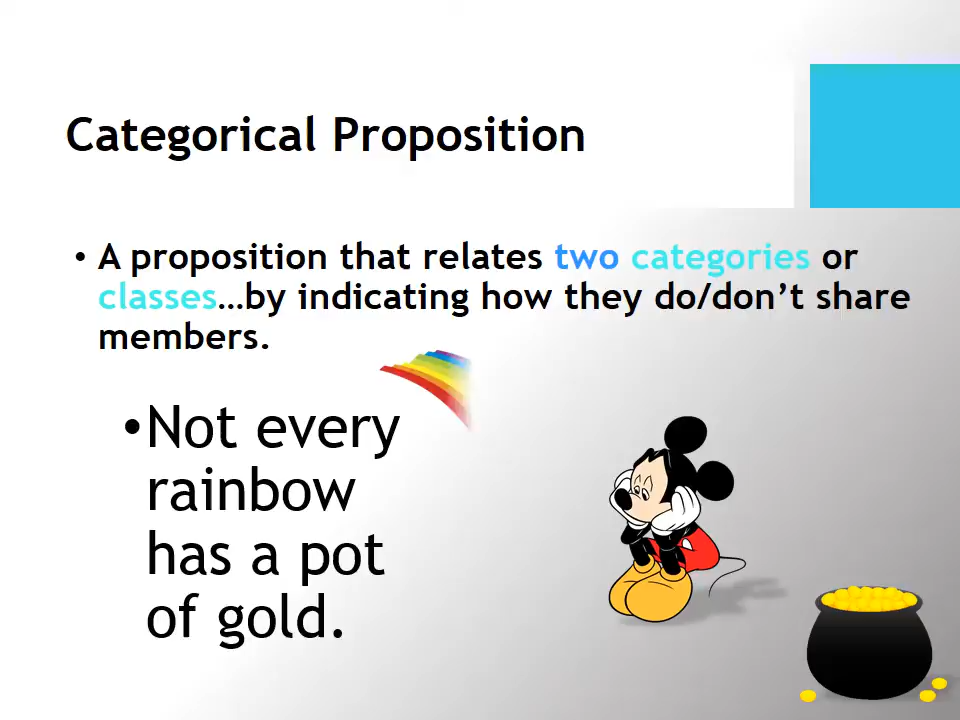 Categorical Proposition
• A proposition that relates two categories or
classes…by indicating how they do/don’t share
members.
•Not every
rainbow
has a pot
of gold.